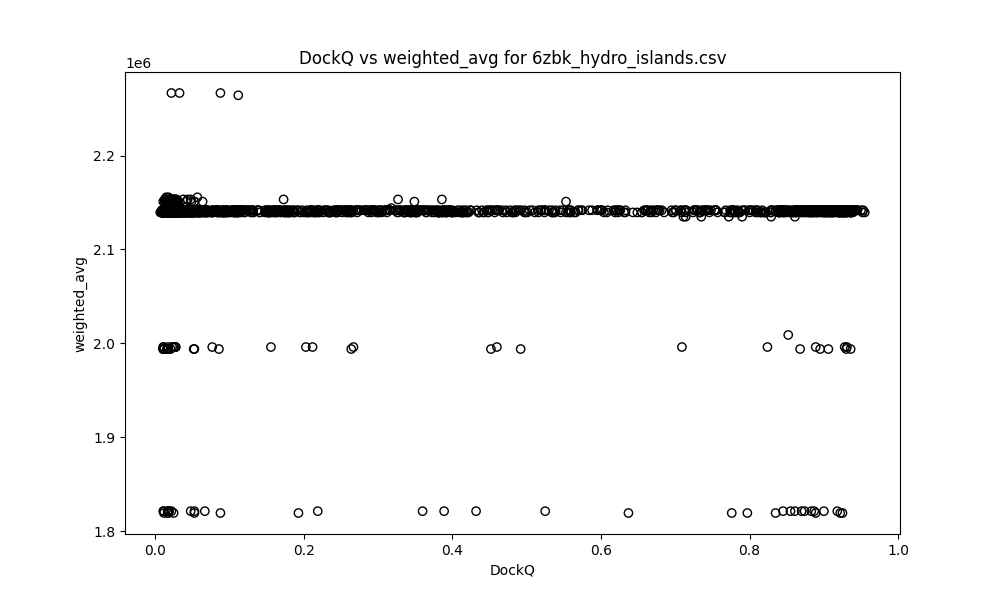 DockQ vs weighted_avg for 6zbk_hydro_islands.csv
1e6
2.2
2.1
2.0
1.9
1.8
weighted_avg
0.0 0.2 0.4 0.6 0.8 1.0
DockQ